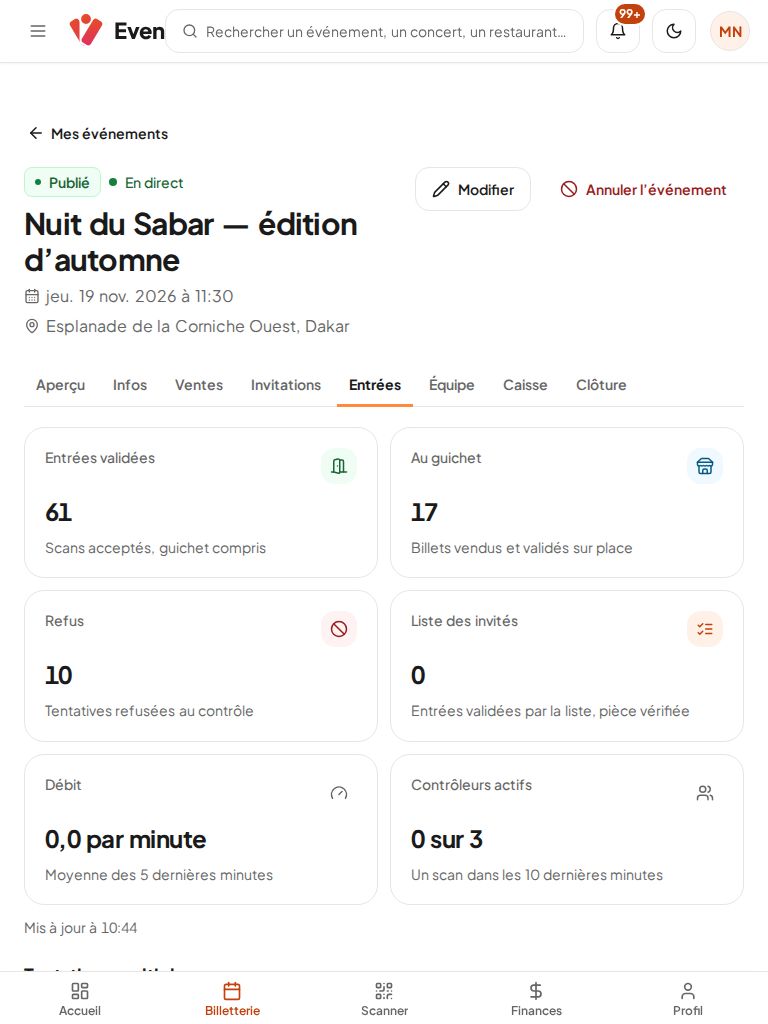 Even
Rechercher un événement, un concert, un restaurant…
99+
MN
Mes événements
Publié
En direct
Modifier
Annuler l’événement
Nuit du Sabar — édition
d’automne
jeu. 19 nov. 2026 à 11:30
Esplanade de la Corniche Ouest, Dakar
Aperçu
Infos
Ventes
Invitations
Entrées
Équipe
Caisse
Clôture
Entrées validées
61
Scans acceptés, guichet compris
Au guichet
17
Billets vendus et validés sur place
Refus
10
Tentatives refusées au contrôle
Liste des invités
0
Entrées validées par la liste, pièce vérifiée
Débit
0,0 par minute
Moyenne des 5 dernières minutes
Contrôleurs actifs
0 sur 3
Un scan dans les 10 dernières minutes
Mis à jour à 10:44
Accueil
Billetterie
Scanner
Finances
Profil